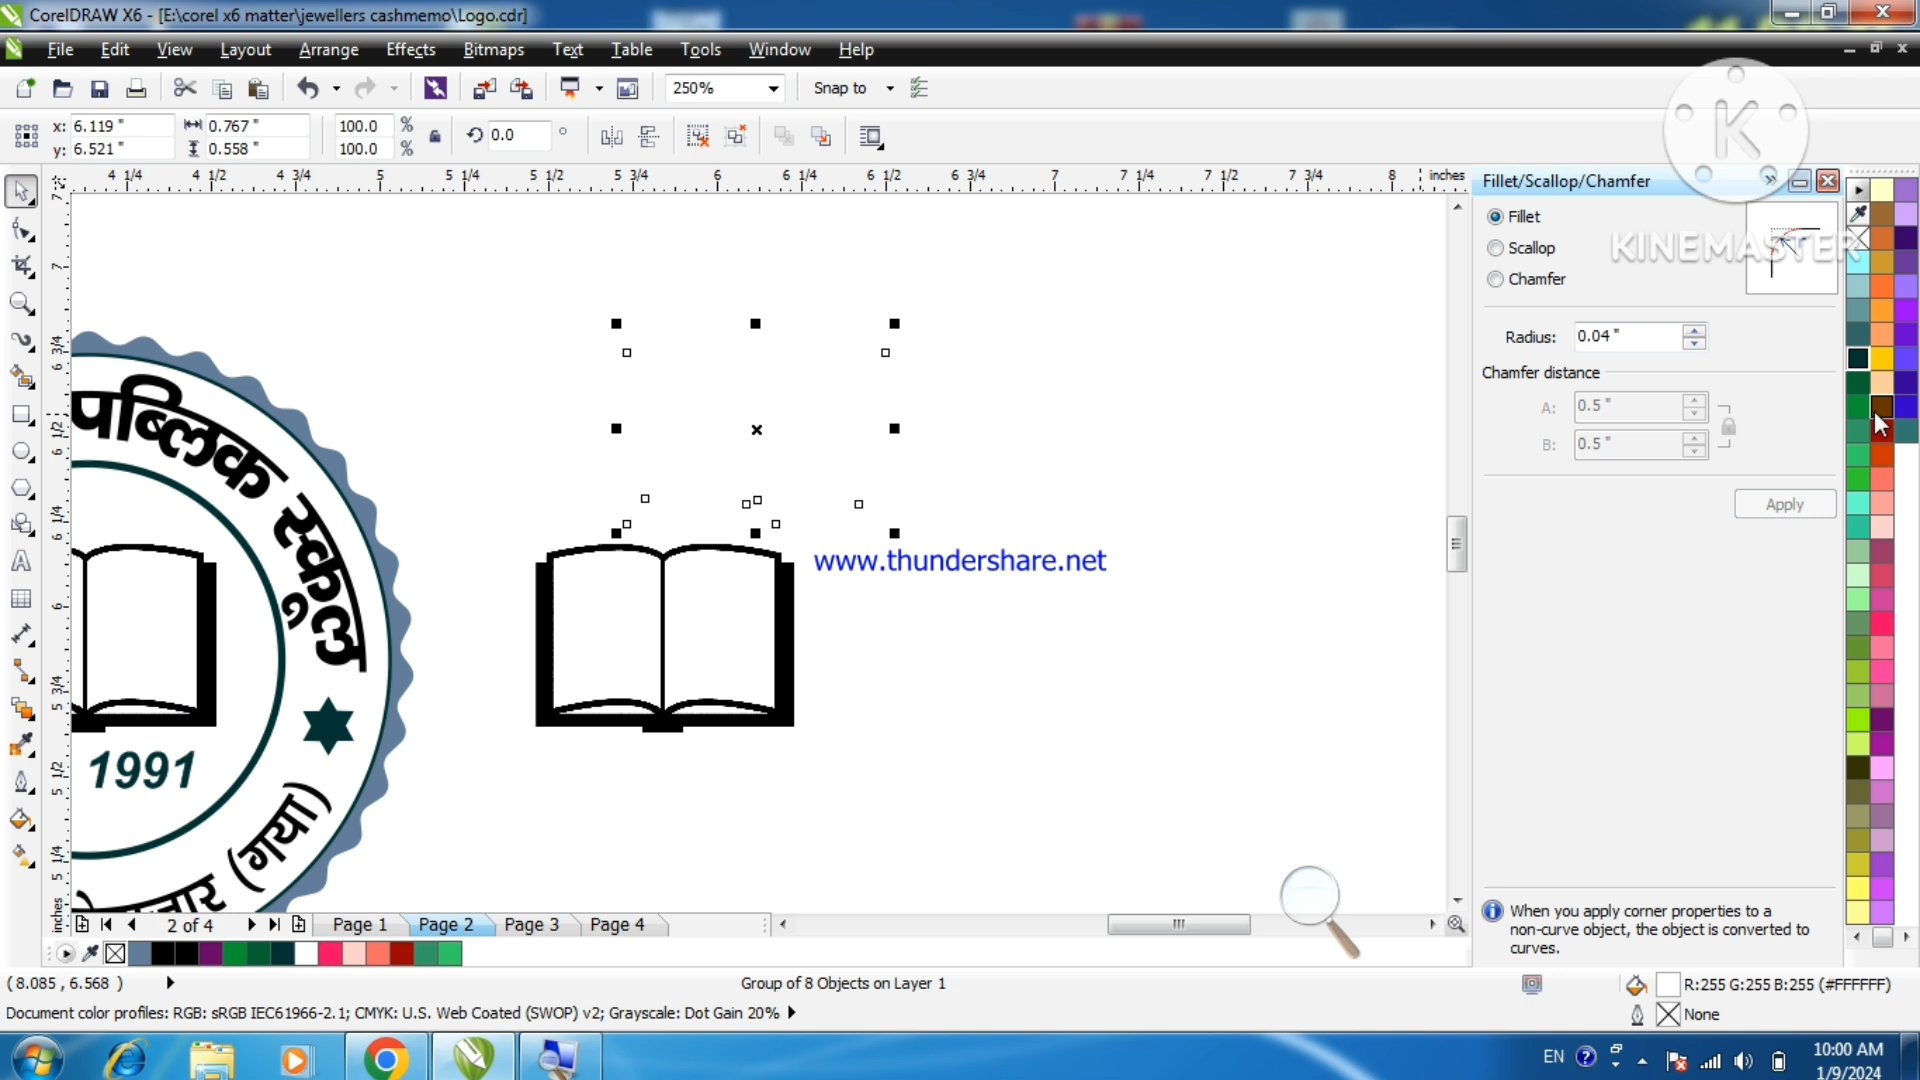 CorelDRAW X6 - [E:\corel x6 matter\jewellers cashmemo\Logo.cdr]
File Edit View Layout Arrange Effects Bitmaps Text Table Tools Window Help
250% Snap to
x: 6.119 " 0.767 " 100.0 % 0.0 °
y: 6.521 " 0.558 " 100.0 %
K
KINEMASTER
4 1/4 4 1/2 4 3/4 5 5 1/4 5 1/2 5 3/4 6 6 1/4 6 1/2 6 3/4 7 7 1/4 7 1/2 7 3/4 8 inches
Fillet/Scallop/Chamfer
Fillet
Scallop
Chamfer
Radius: 0.04 "
Chamfer distance
A: 0.5 "
B: 0.5 "
Apply
पब्लिक स्कूल
www.thundershare.net
1991
(गया)
When you apply corner properties to a
non-curve object, the object is converted to
curves.
2 of 4 Page 1 Page 2 Page 3 Page 4
( 8.085 , 6.568 ) Group of 8 Objects on Layer 1 R:255 G:255 B:255 (#FFFFFF)
Document color profiles: RGB: sRGB IEC61966-2.1; CMYK: U.S. Web Coated (SWOP) v2; Grayscale: Dot Gain 20% None
EN 10:00 AM
1/9/2024